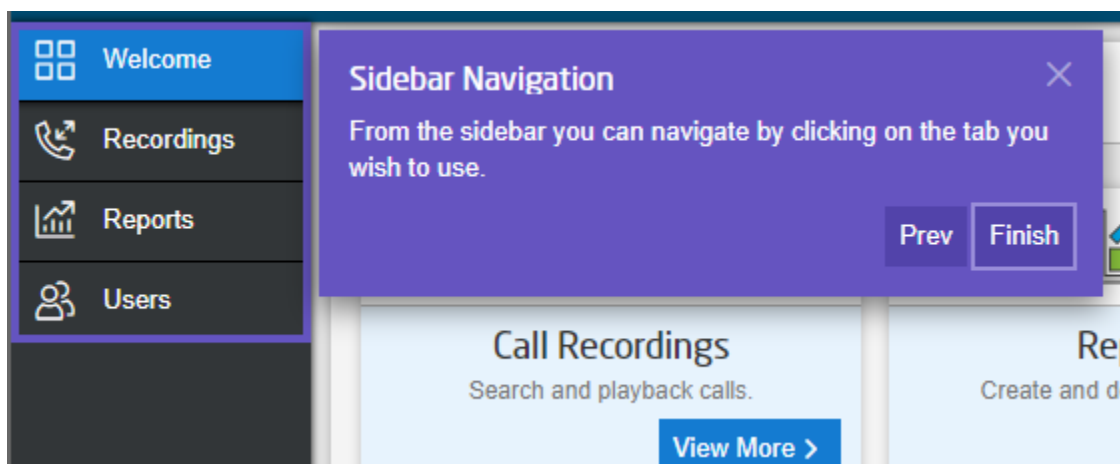 Welcome
Recordings
Reports
Users
Sidebar Navigation
From the sidebar you can navigate by clicking on the tab you
wish to use.
Prev
Finish
Call Recordings
Search and playback calls.
View More
Create and